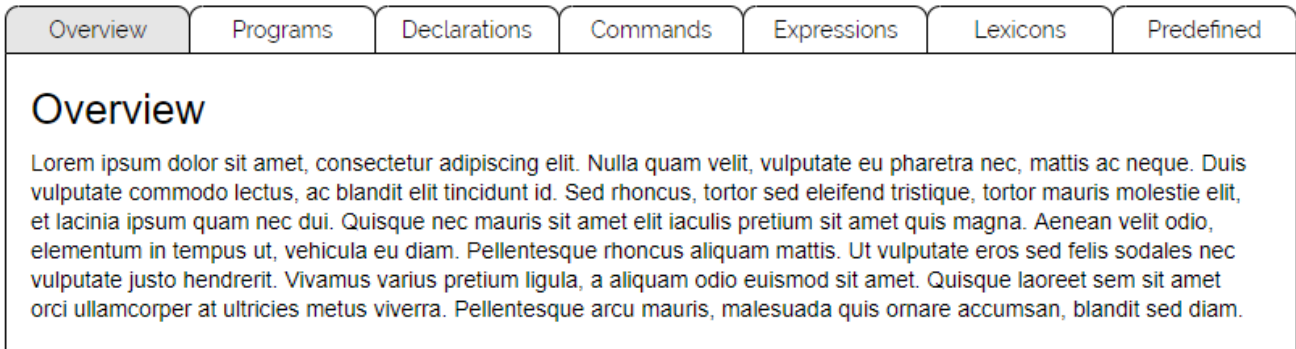 Overview Programs Declarations Commands Expressions Lexicons Predefined
Overview
Lorem ipsum dolor sit amet, consectetur adipiscing elit. Nulla quam velit, vulputate eu pharetra nec, mattis ac neque. Duis
vulputate commodo lectus, ac blandit elit tincidunt id. Sed rhoncus, tortor sed eleifend tristique, tortor mauris molestie elit,
et lacinia ipsum quam nec dui. Quisque nec mauris sit amet elit iaculis pretium sit amet quis magna. Aenean velit odio,
elementum in tempus ut, vehicula eu diam. Pellentesque rhoncus aliquam mattis. Ut vulputate eros sed felis sodales nec
vulputate justo hendrerit. Vivamus varius pretium ligula, a aliquam odio euismod sit amet. Quisque laoreet sem sit amet
orci ullamcorper at ultricies metus viverra. Pellentesque arcu mauris, malesuada quis ornare accumsan, blandit sed diam.